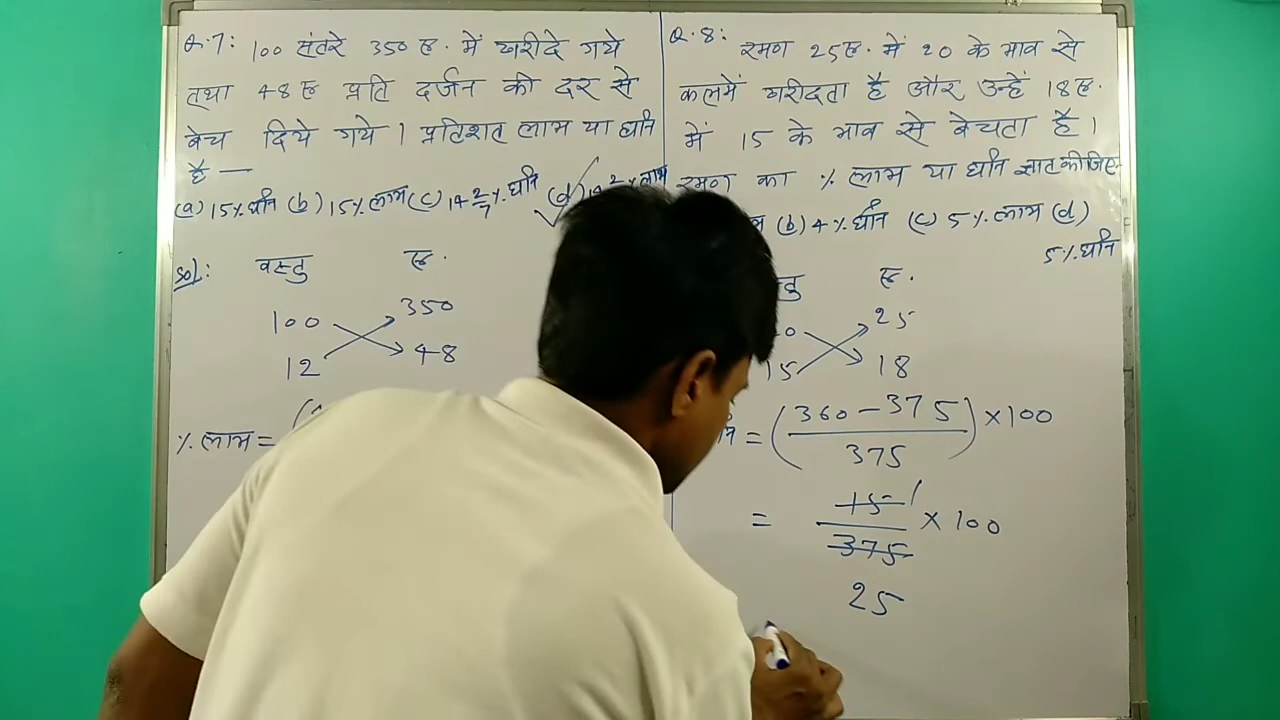 Q.7: 100 संतरे 350 रु. में खरीदे गये
तथा 48 रु प्रति दर्जन की दर से
बेच दिये गये । प्रतिशत लाभ या हानि
है —
(a) 15% हानि (b) 15% लाभ (c) 14 2/7 % हानि (d) लाभ
Sol: वस्तु रु.
100 350
12 48
% लाभ =
Q.8: रमण 25 रु. में 20 के भाव से
कलमें खरीदता है और उन्हें 18 रु.
में 15 के भाव से बेचता है ।
रमण का % लाभ या हानि ज्ञात कीजिए-
(b) 4% हानि (c) 5% लाभ (d)
5% हानि
रु.
25
15 18
= (360 - 375 / 375) × 100
= 15 1 / 375 × 100
25